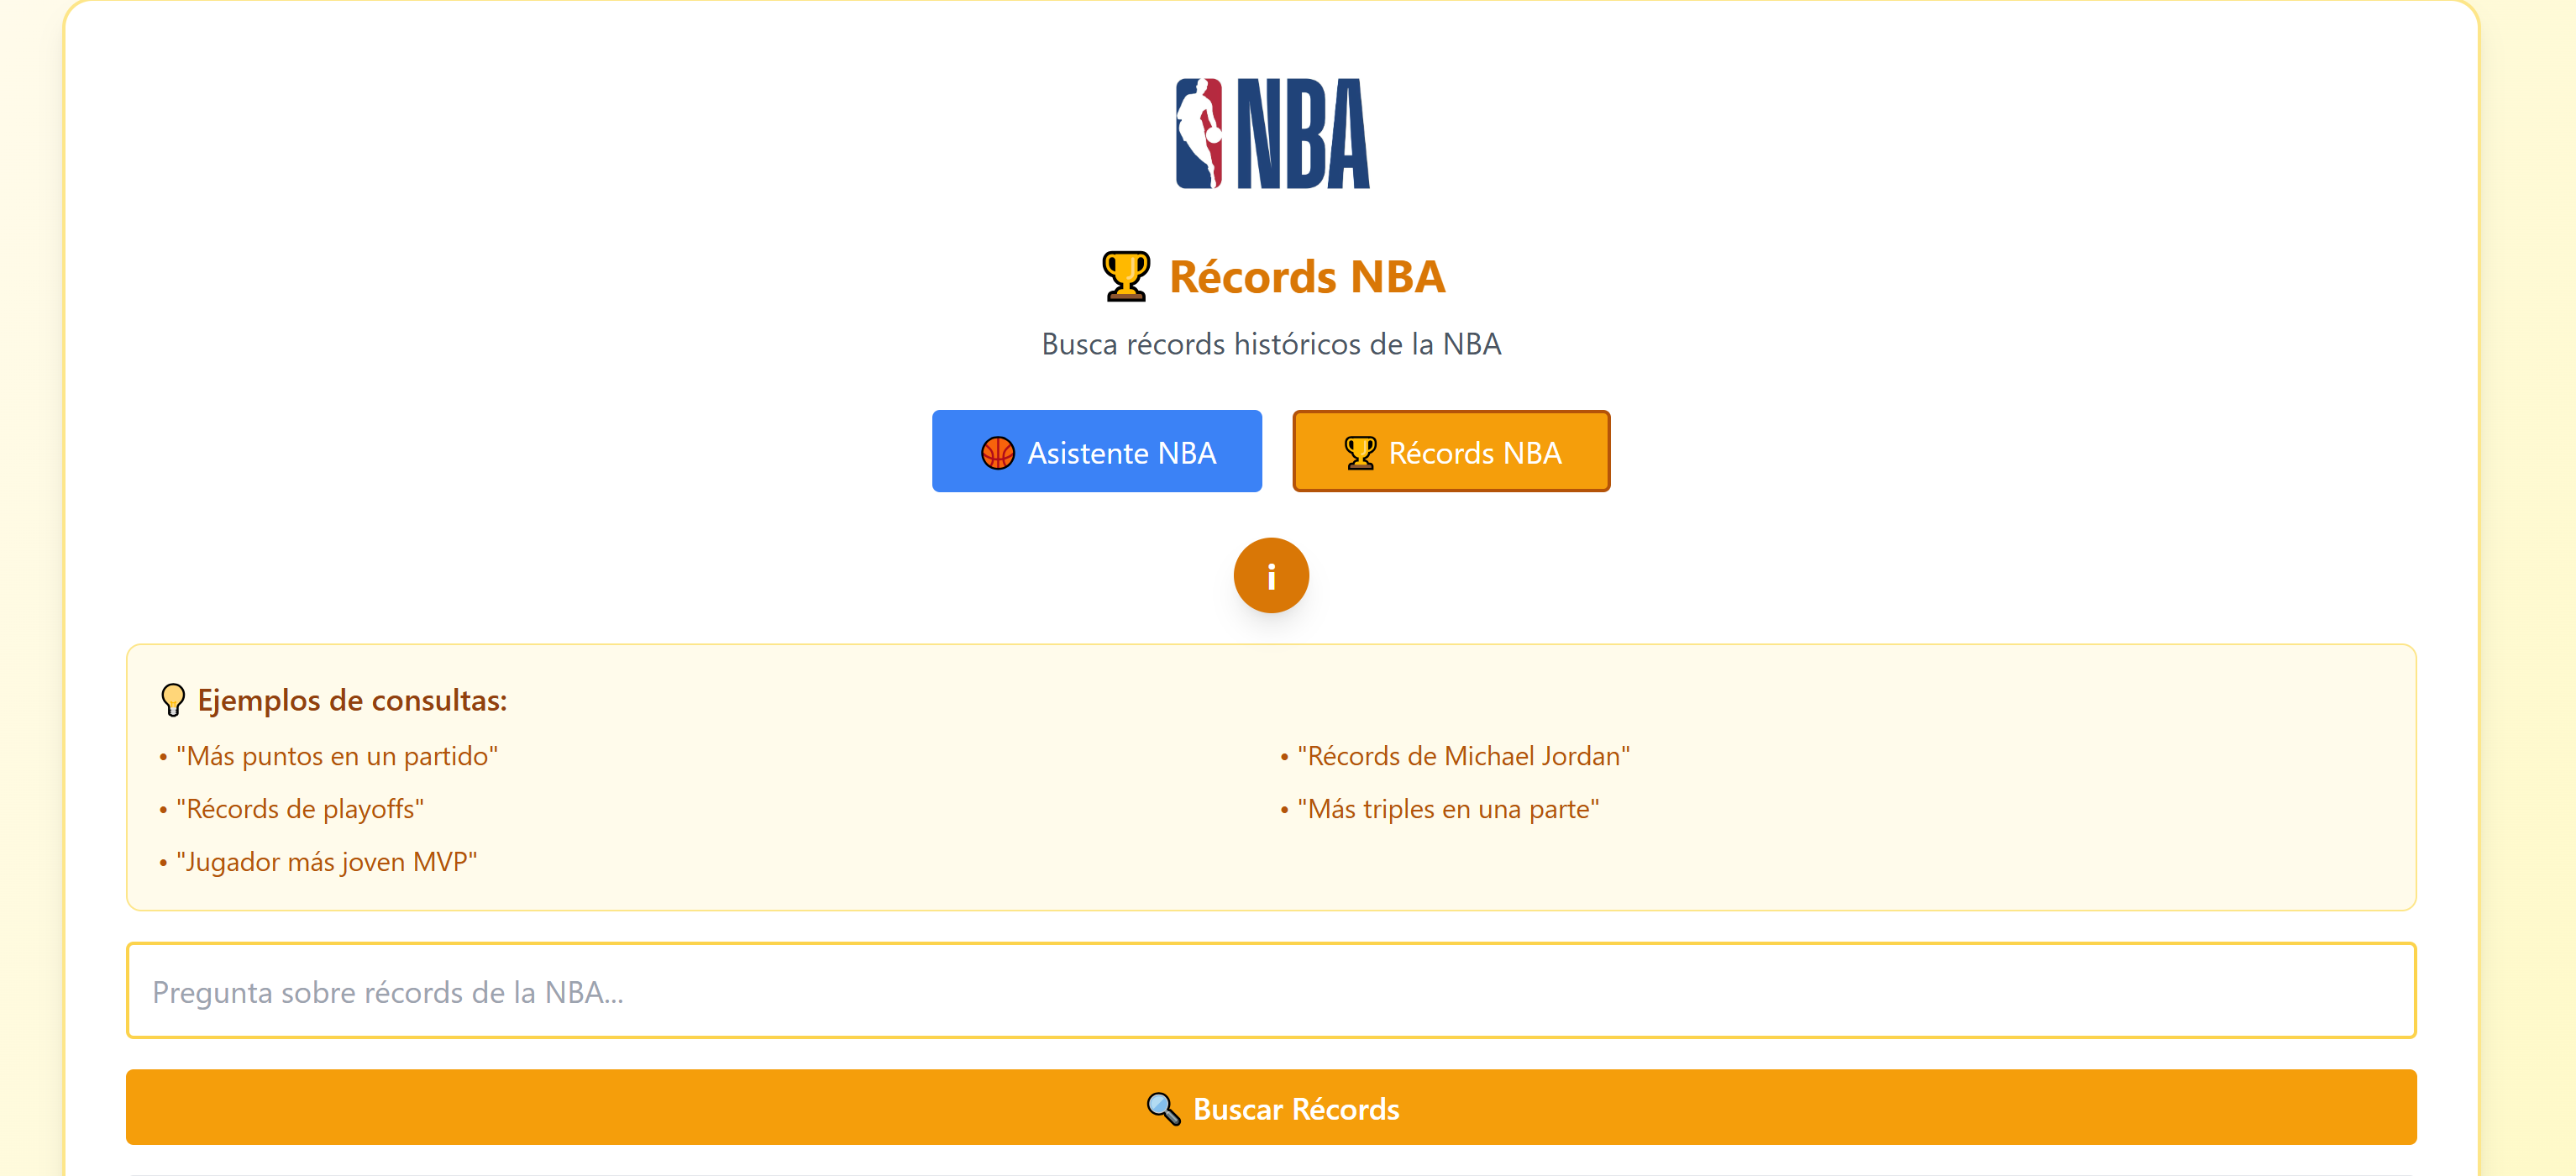 NBA
🏆 Récords NBA
Busca récords históricos de la NBA
🏀 Asistente NBA
🏆 Récords NBA
i
💡 Ejemplos de consultas:
• "Más puntos en un partido"
• "Récords de Michael Jordan"
• "Récords de playoffs"
• "Más triples en una parte"
• "Jugador más joven MVP"
Pregunta sobre récords de la NBA...
🔍 Buscar Récords